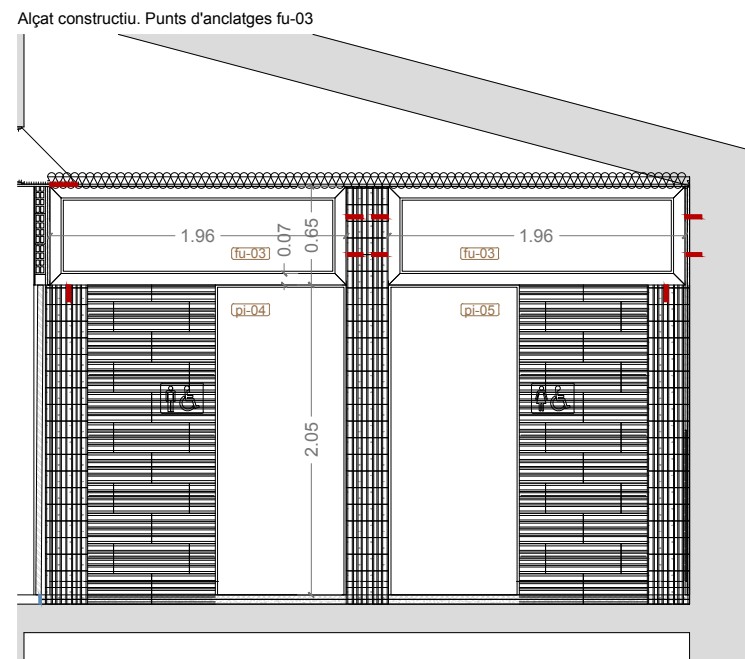 Alçat constructiu. Punts d'anclatges fu-03
1.96
0.07
0.65
1.96
fu-03
fu-03
pi-04
pi-05
2.05